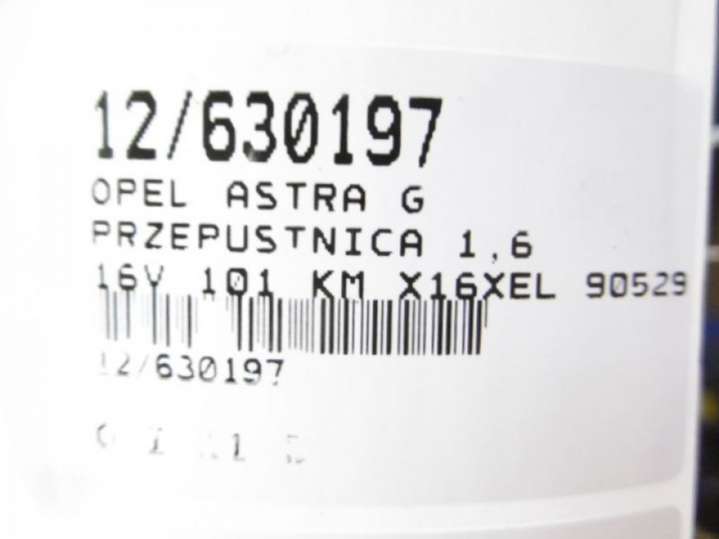 12/630197
OPEL ASTRA G
PRZEPUSTNICA 1,6
16V 101 KM X16XEL 90529
12/630197